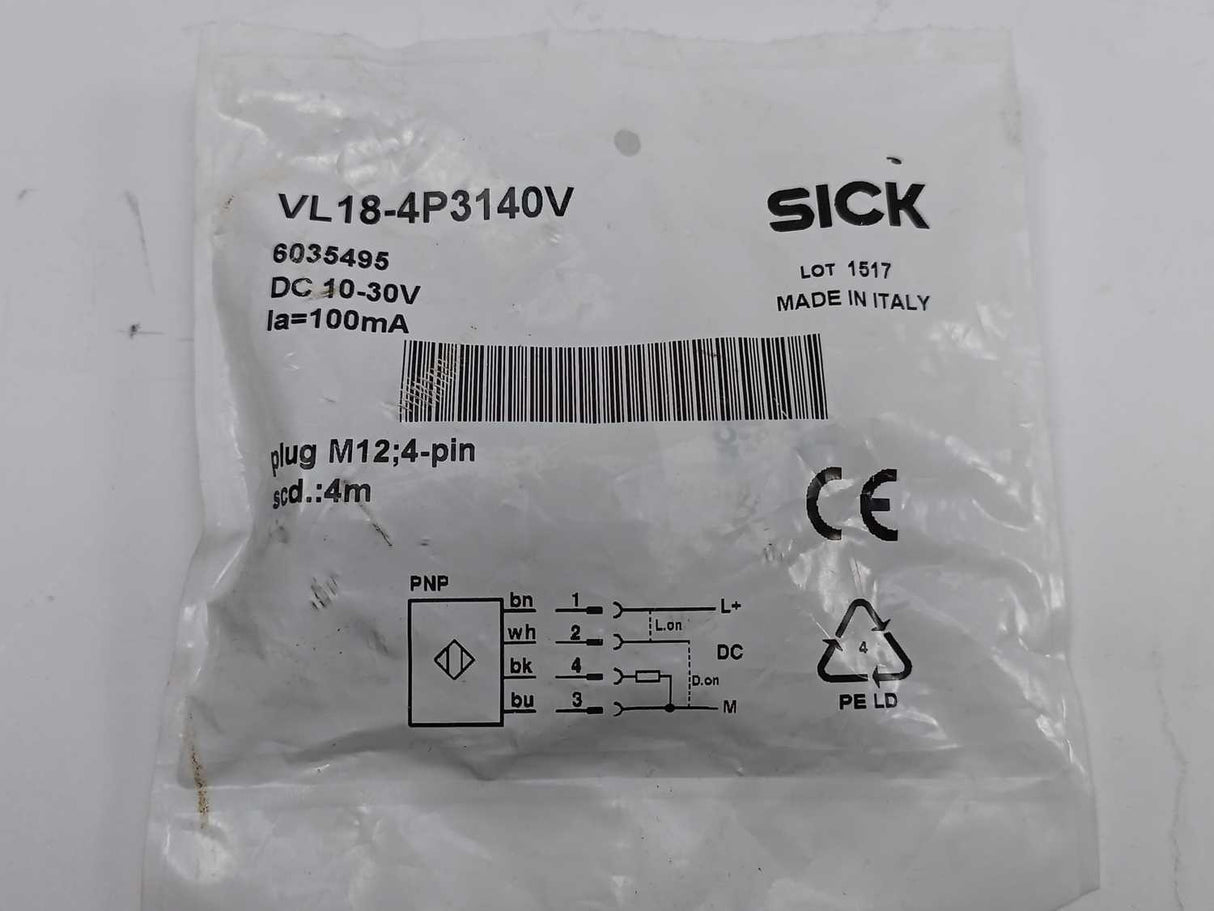 VL18-4P3140V
6035495
DC 10-30V
Ia=100mA
SICK
LOT 1517
MADE IN ITALY
plug M12;4-pin
scd.:4m
CE
PNP
bn 1 L+
L.on
wh 2
DC
bk 4
D.on
bu 3 M
4
PE LD